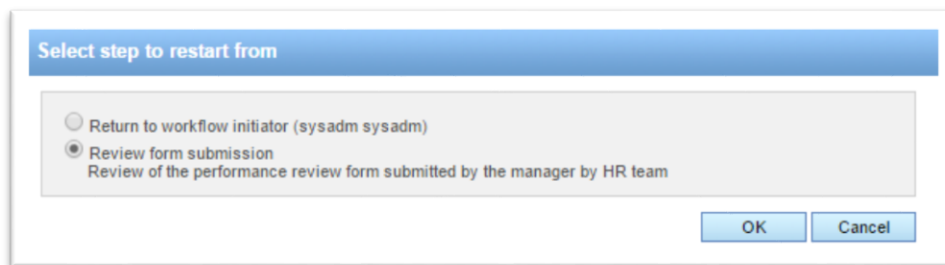 Select step to restart from
Return to workflow initiator (sysadm sysadm)
Review form submission
Review of the performance review form submitted by the manager by HR team
OK Cancel